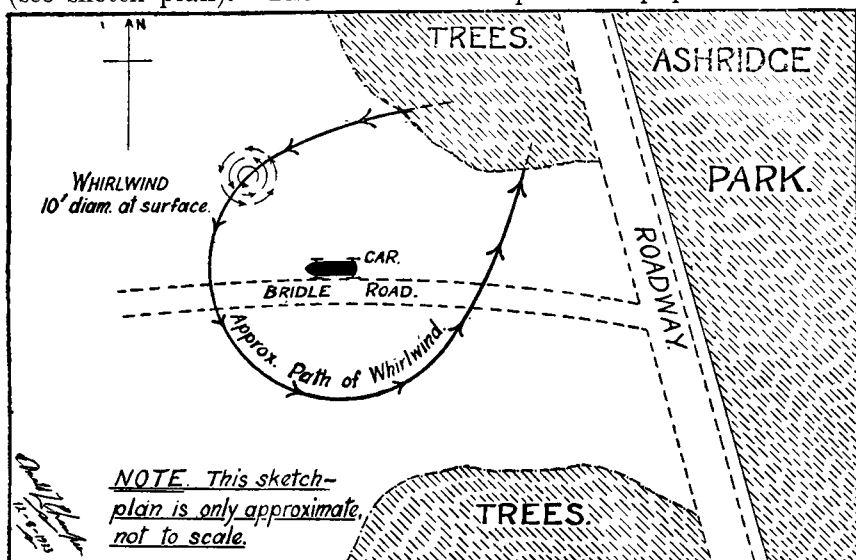 (see sketch plan).
N
TREES.
ASHRIDGE
PARK.
WHIRLWIND
10' diam. at surface.
CAR.
BRIDLE ROAD.
ROADWAY
Approx. Path of Whirlwind.
NOTE. This sketch-
plan is only approximate,
not to scale.
TREES.